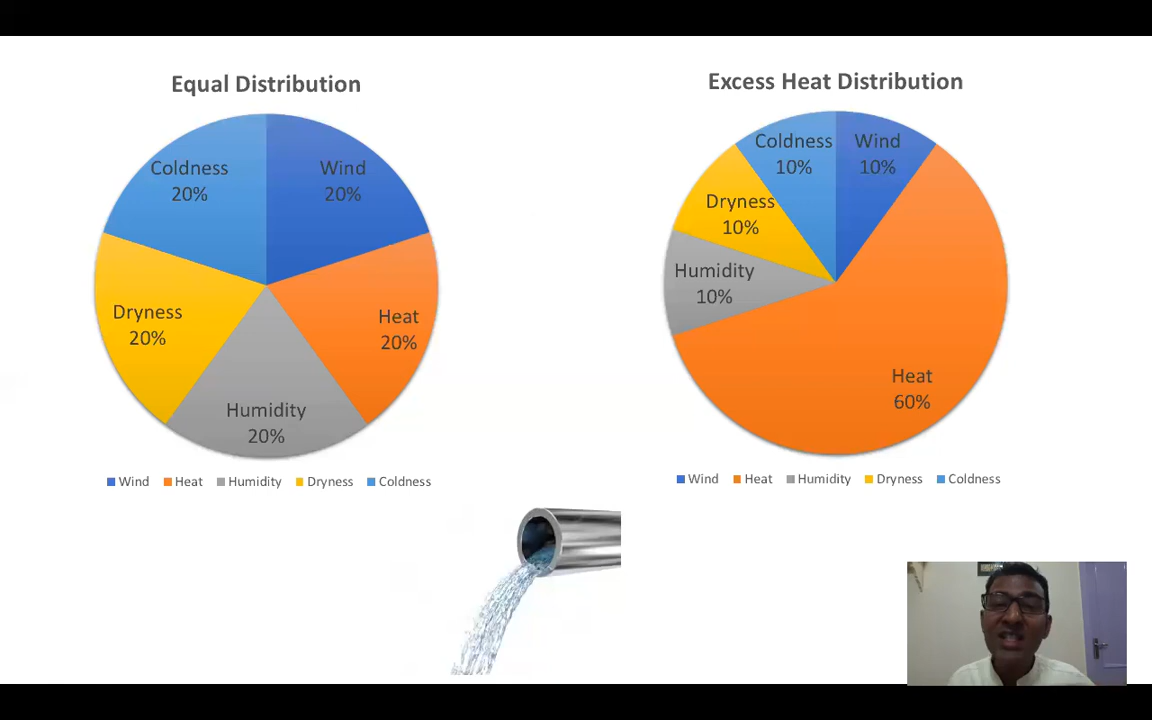 Equal Distribution
Coldness
20%
Wind
20%
Dryness
20%
Heat
20%
Humidity
20%
Wind Heat Humidity Dryness Coldness
Excess Heat Distribution
Coldness
10%
Wind
10%
Dryness
10%
Humidity
10%
Heat
60%
Wind Heat Humidity Dryness Coldness